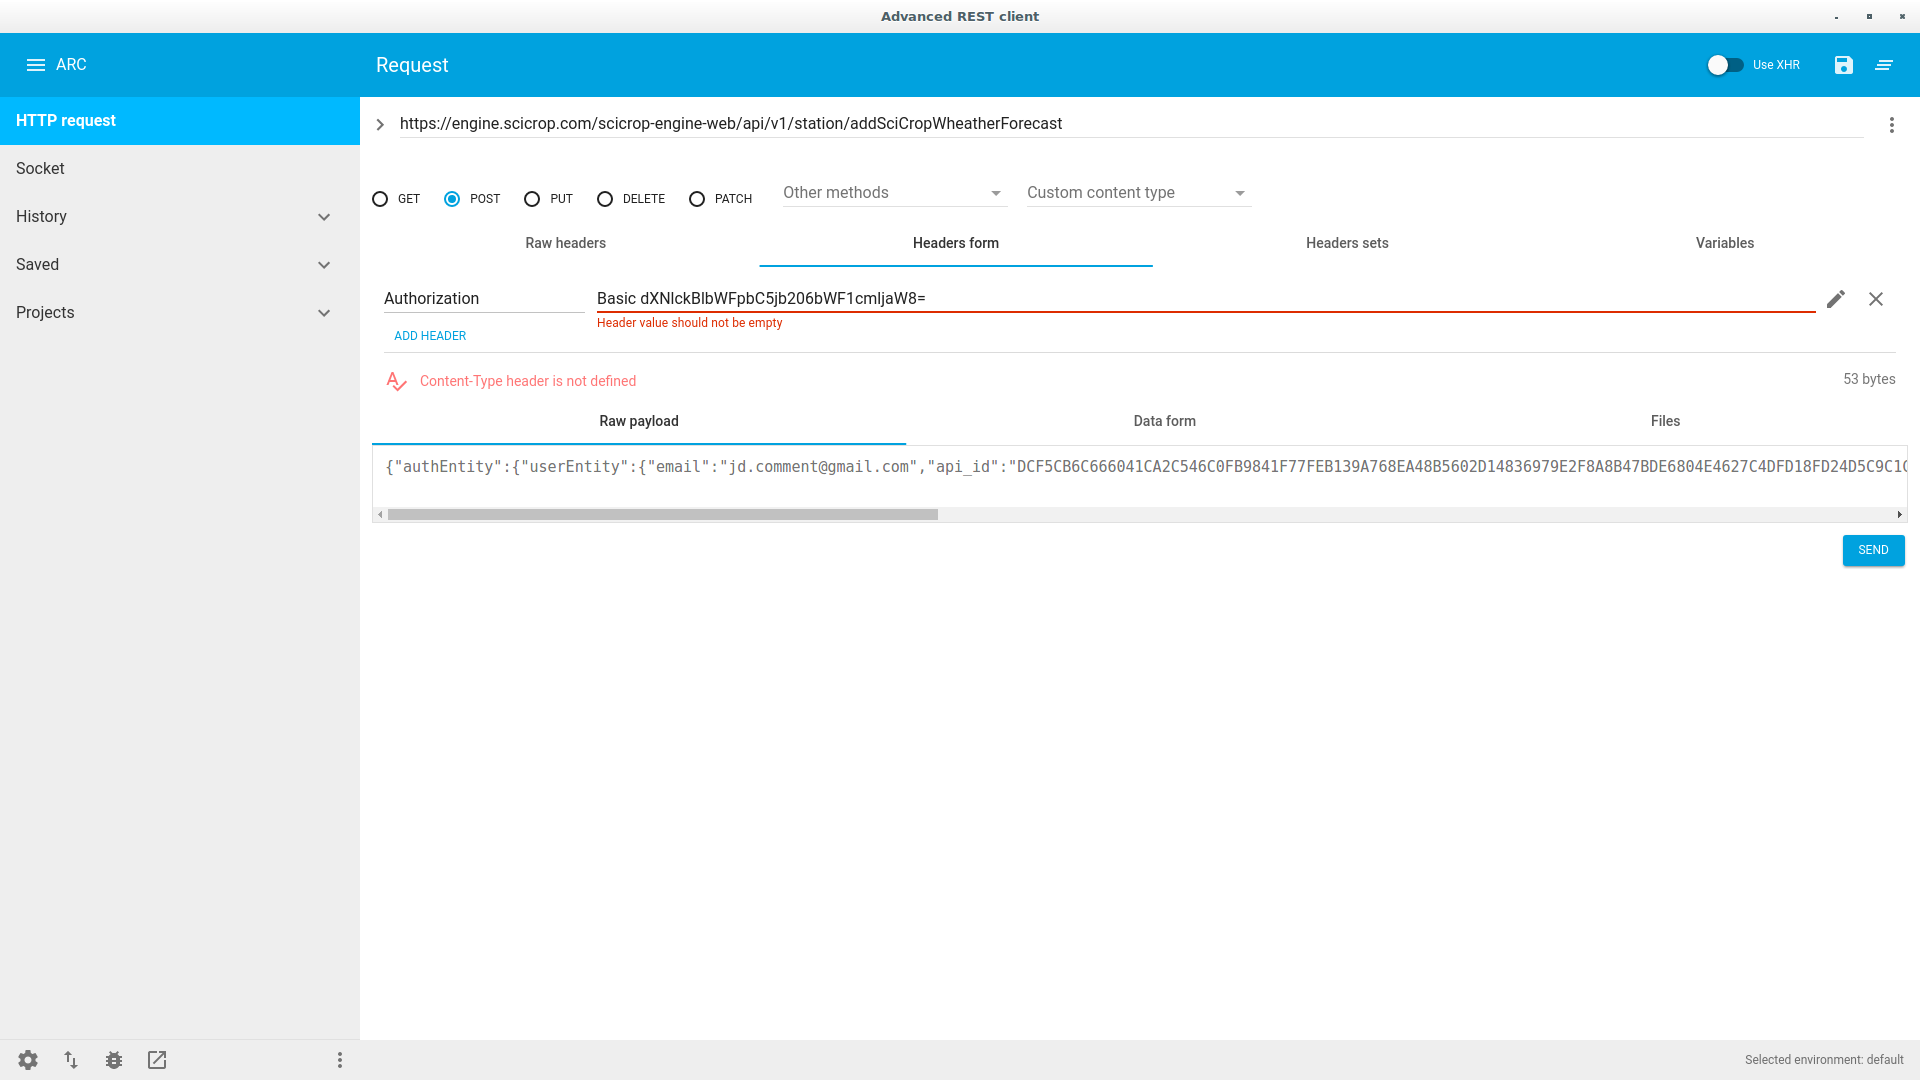 Advanced REST client
ARC
Request
Use XHR
HTTP request
https://engine.scicrop.com/scicrop-engine-web/api/v1/station/addSciCropWheatherForecast
Socket
History
Saved
Projects
GET
POST
PUT
DELETE
PATCH
Other methods
Custom content type
Raw headers
Headers form
Headers sets
Variables
Authorization
Basic dXNlckBlbWFpbC5jb206bWF1cmljaW8=
Header value should not be empty
ADD HEADER
Content-Type header is not defined
53 bytes
Raw payload
Data form
Files
{"authEntity":{"userEntity":{"email":"jd.comment@gmail.com","api_id":"DCF5CB6C666041CA2C546C0FB9841F77FEB139A768EA48B5602D14836979E2F8A8B47BDE6804E4627C4DFD18FD24D5C9C1
SEND
Selected environment: default